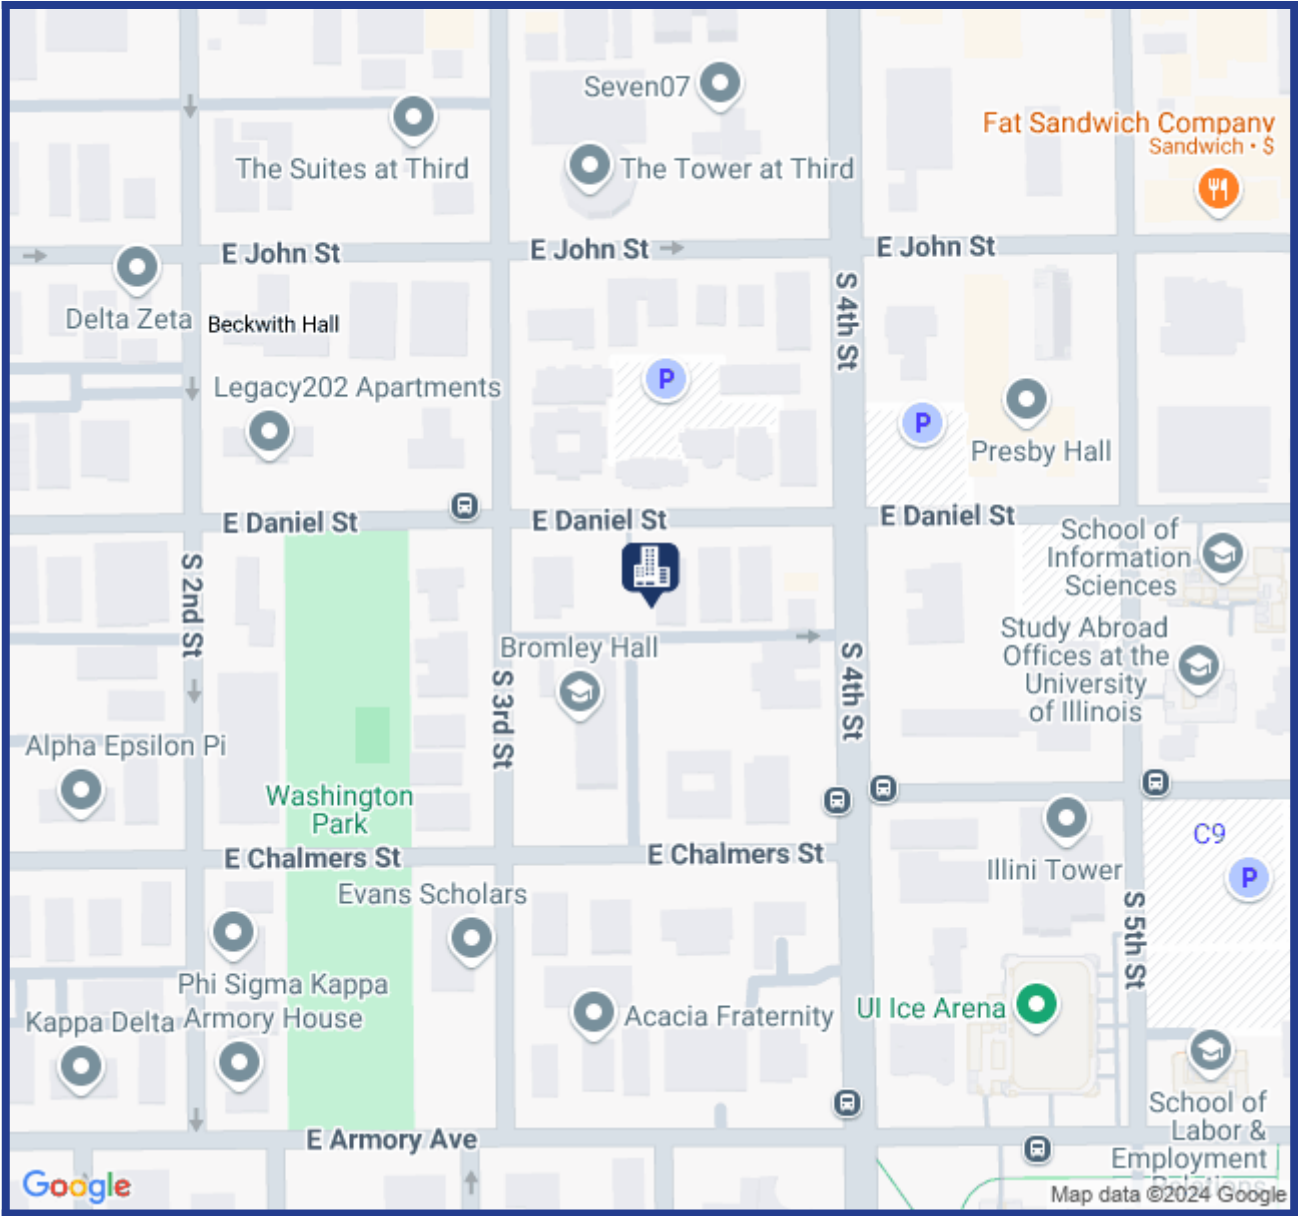 Seven07
Fat Sandwich Company
Sandwich • $
The Suites at Third
The Tower at Third
E John St
E John St
E John St
Delta Zeta
Beckwith Hall
S 4th St
Legacy202 Apartments
P
P
Presby Hall
E Daniel St
E Daniel St
E Daniel St
School of
Information
Sciences
S 2nd St
Bromley Hall
Study Abroad
Offices at the
University
of Illinois
S 3rd St
S 4th St
Alpha Epsilon Pi
Washington
Park
C9
P
E Chalmers St
E Chalmers St
Illini Tower
Evans Scholars
S 5th St
Phi Sigma Kappa
Kappa Delta
Armory House
Acacia Fraternity
UI Ice Arena
School of
Labor &
Employment
Relations
E Armory Ave
Google
Map data ©2024 Google